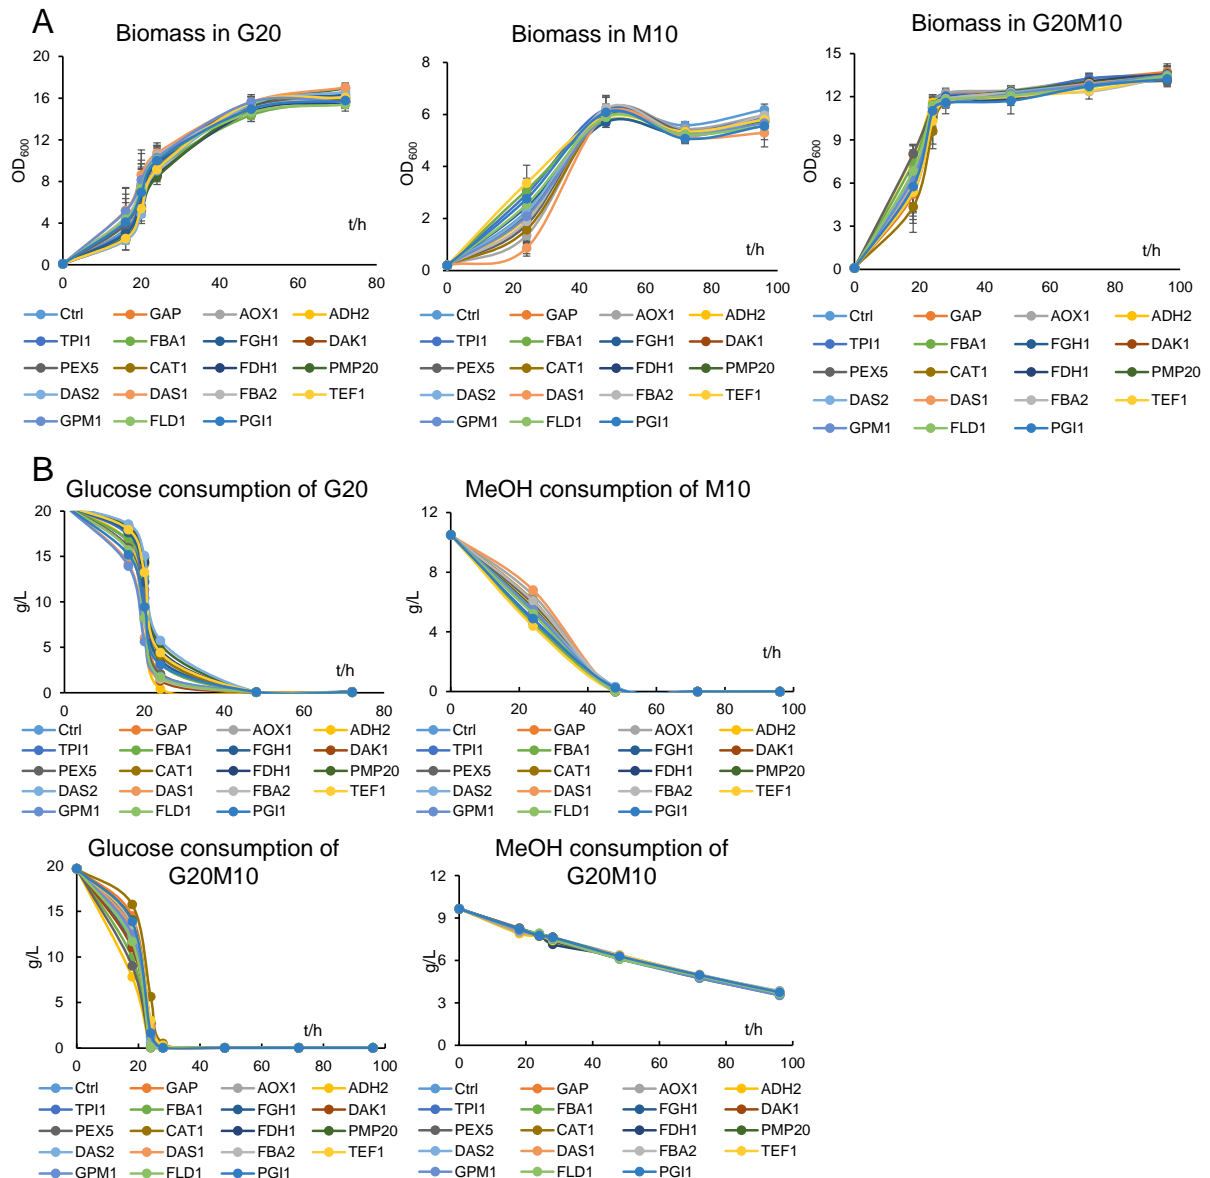 A
Biomass in G20
Biomass in M10
Biomass in G20M10
20
16
12
8
4
0
OD600
t/h
0 20 40 60 80
8
6
4
2
0
OD600
t/h
0 20 40 60 80 100
15
12
9
6
3
0
OD600
t/h
0 20 40 60 80 100
Ctrl GAP AOX1 ADH2
TPI1 FBA1 FGH1 DAK1
PEX5 CAT1 FDH1 PMP20
DAS2 DAS1 FBA2 TEF1
GPM1 FLD1 PGI1
Ctrl GAP AOX1 ADH2
TPI1 FBA1 FGH1 DAK1
PEX5 CAT1 FDH1 PMP20
DAS2 DAS1 FBA2 TEF1
GPM1 FLD1 PGI1
Ctrl GAP AOX1 ADH2
TPI1 FBA1 FGH1 DAK1
PEX5 CAT1 FDH1 PMP20
DAS2 DAS1 FBA2 TEF1
GPM1 FLD1 PGI1
B
Glucose consumption of G20
MeOH consumption of M10
20
15
10
5
0
g/L
t/h
0 20 40 60 80
12
8
4
0
g/L
t/h
0 20 40 60 80 100
Ctrl GAP AOX1 ADH2
TPI1 FBA1 FGH1 DAK1
PEX5 CAT1 FDH1 PMP20
DAS2 DAS1 FBA2 TEF1
GPM1 FLD1 PGI1
Ctrl GAP AOX1 ADH2
TPI1 FBA1 FGH1 DAK1
PEX5 CAT1 FDH1 PMP20
DAS2 DAS1 FBA2 TEF1
GPM1 FLD1 PGI1
Glucose consumption of
G20M10
MeOH consumption of
G20M10
20
15
10
5
0
g/L
t/h
0 20 40 60 80 100
12
9
6
3
0
g/L
t/h
0 20 40 60 80 100
Ctrl GAP AOX1 ADH2
TPI1 FBA1 FGH1 DAK1
PEX5 CAT1 FDH1 PMP20
DAS2 DAS1 FBA2 TEF1
GPM1 FLD1 PGI1
Ctrl GAP AOX1 ADH2
TPI1 FBA1 FGH1 DAK1
PEX5 CAT1 FDH1 PMP20
DAS2 DAS1 FBA2 TEF1
GPM1 FLD1 PGI1